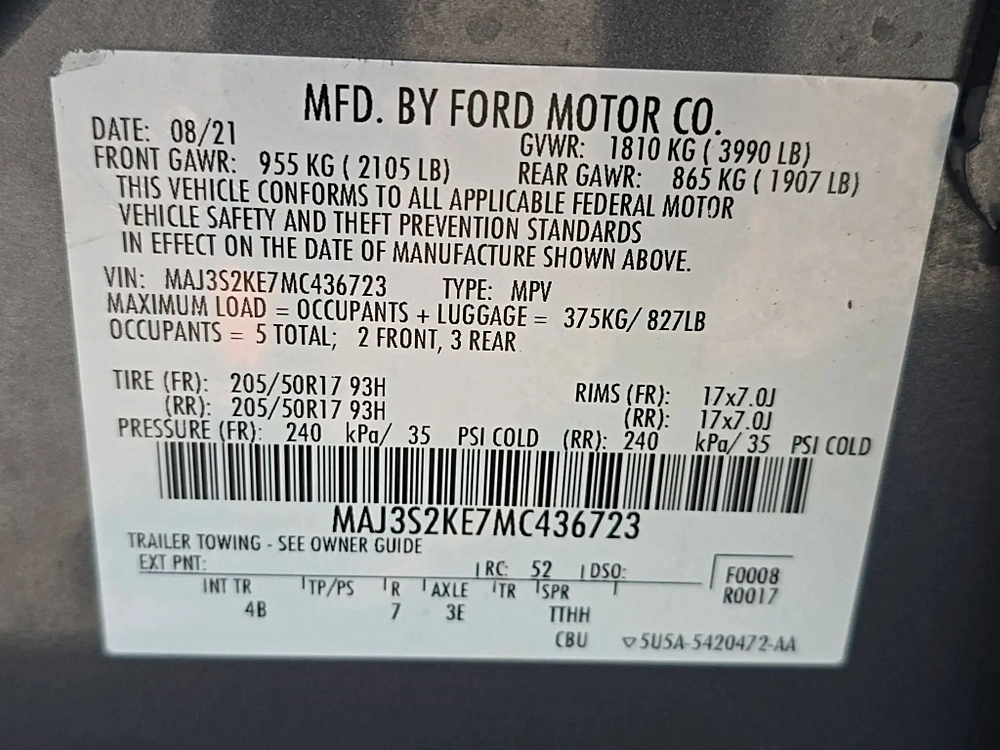 MFD. BY FORD MOTOR CO.
DATE: 08/21 GVWR: 1810 KG ( 3990 LB)
FRONT GAWR: 955 KG ( 2105 LB) REAR GAWR: 865 KG ( 1907 LB)
THIS VEHICLE CONFORMS TO ALL APPLICABLE FEDERAL MOTOR
VEHICLE SAFETY AND THEFT PREVENTION STANDARDS
IN EFFECT ON THE DATE OF MANUFACTURE SHOWN ABOVE.
VIN: MAJ3S2KE7MC436723 TYPE: MPV
MAXIMUM LOAD = OCCUPANTS + LUGGAGE = 375KG/ 827LB
OCCUPANTS = 5 TOTAL; 2 FRONT, 3 REAR
TIRE (FR): 205/50R17 93H RIMS (FR): 17x7.0J
(RR): 205/50R17 93H (RR): 17x7.0J
PRESSURE (FR): 240 kPa/ 35 PSI COLD (RR): 240 kPa/ 35 PSI COLD
MAJ3S2KE7MC436723
TRAILER TOWING - SEE OWNER GUIDE
EXT PNT: RC: 52 DSO: F0008
INT TR TP/PS R AXLE TR SPR R0017
4B 7 3E TTHH
CBU ▽5U5A-5420472-AA